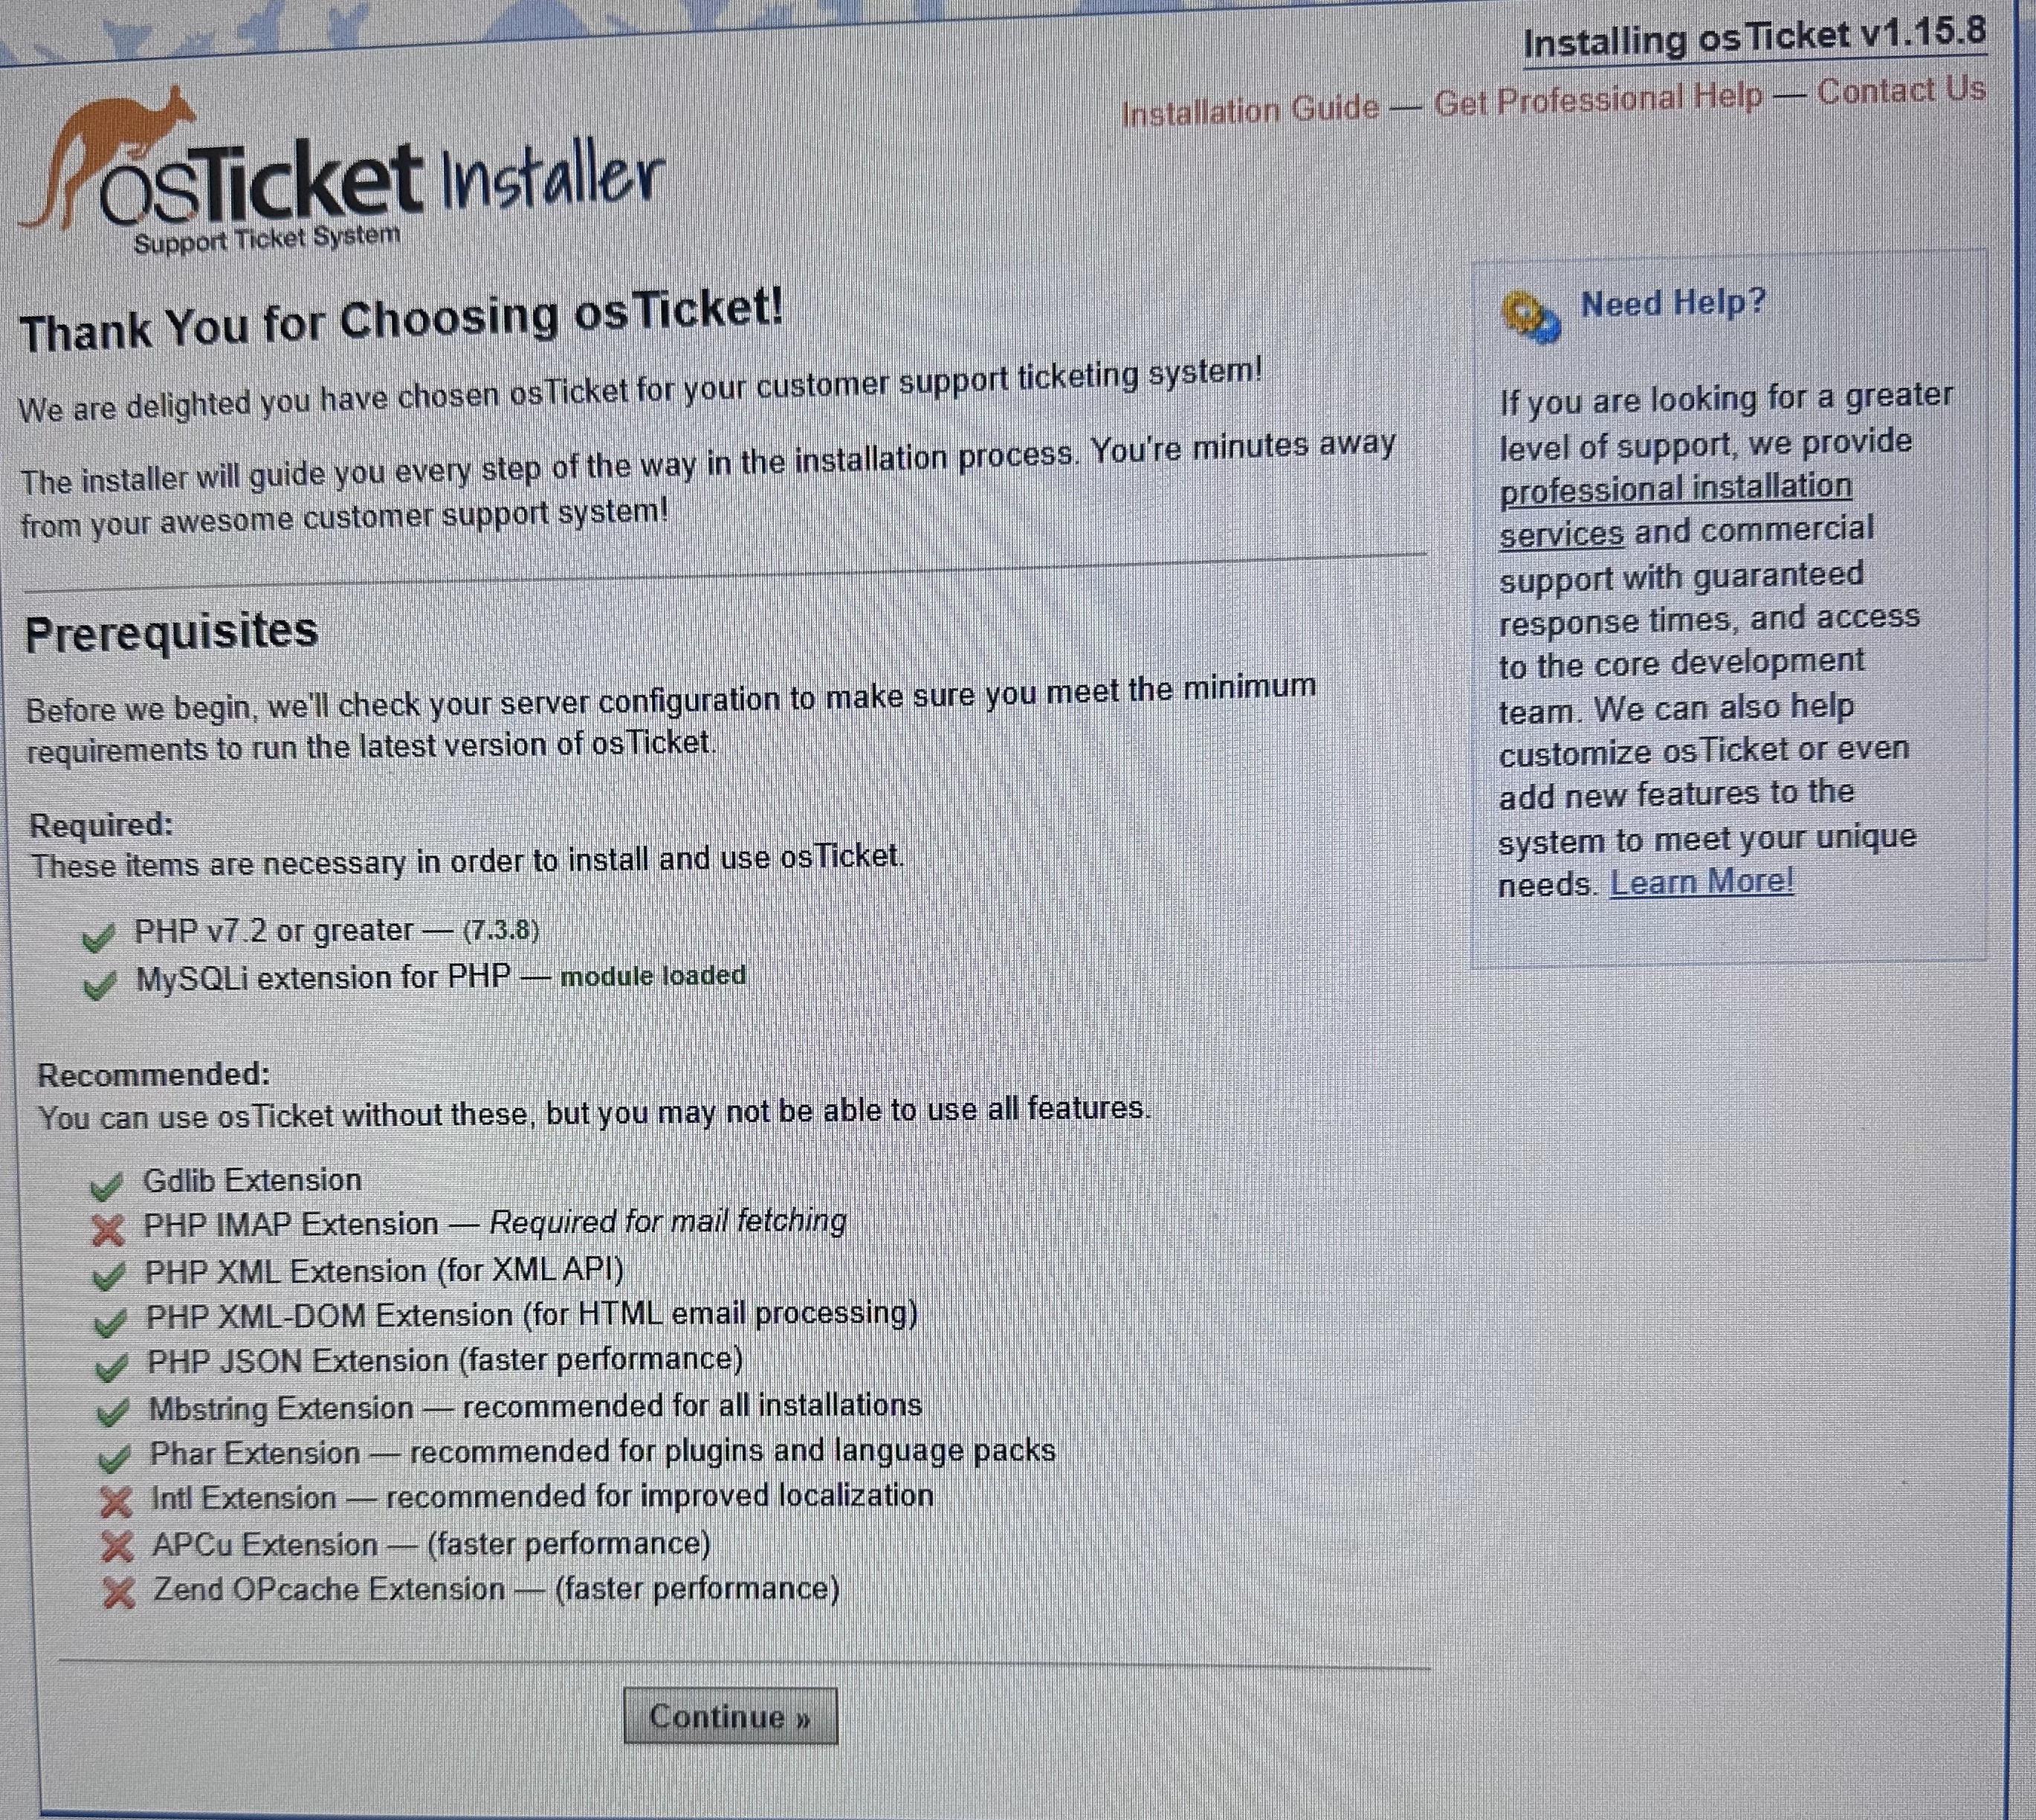 Installing osTicket v1.15.8
Installation Guide — Get Professional Help — Contact Us
osTicket Installer
Support Ticket System
Thank You for Choosing osTicket!
We are delighted you have chosen osTicket for your customer support ticketing system!
The installer will guide you every step of the way in the installation process. You're minutes away
from your awesome customer support system!
Prerequisites
Before we begin, we'll check your server configuration to make sure you meet the minimum
requirements to run the latest version of osTicket.
Required:
These items are necessary in order to install and use osTicket.
PHP v7.2 or greater — (7.3.8)
MySQLi extension for PHP — module loaded
Recommended:
You can use osTicket without these, but you may not be able to use all features.
Gdlib Extension
PHP IMAP Extension — Required for mail fetching
PHP XML Extension (for XML API)
PHP XML-DOM Extension (for HTML email processing)
PHP JSON Extension (faster performance)
Mbstring Extension — recommended for all installations
Phar Extension — recommended for plugins and language packs
Intl Extension — recommended for improved localization
APCu Extension — (faster performance)
Zend OPcache Extension — (faster performance)
Continue »
Need Help?
If you are looking for a greater
level of support, we provide
professional installation
services and commercial
support with guaranteed
response times, and access
to the core development
team. We can also help
customize osTicket or even
add new features to the
system to meet your unique
needs. Learn More!